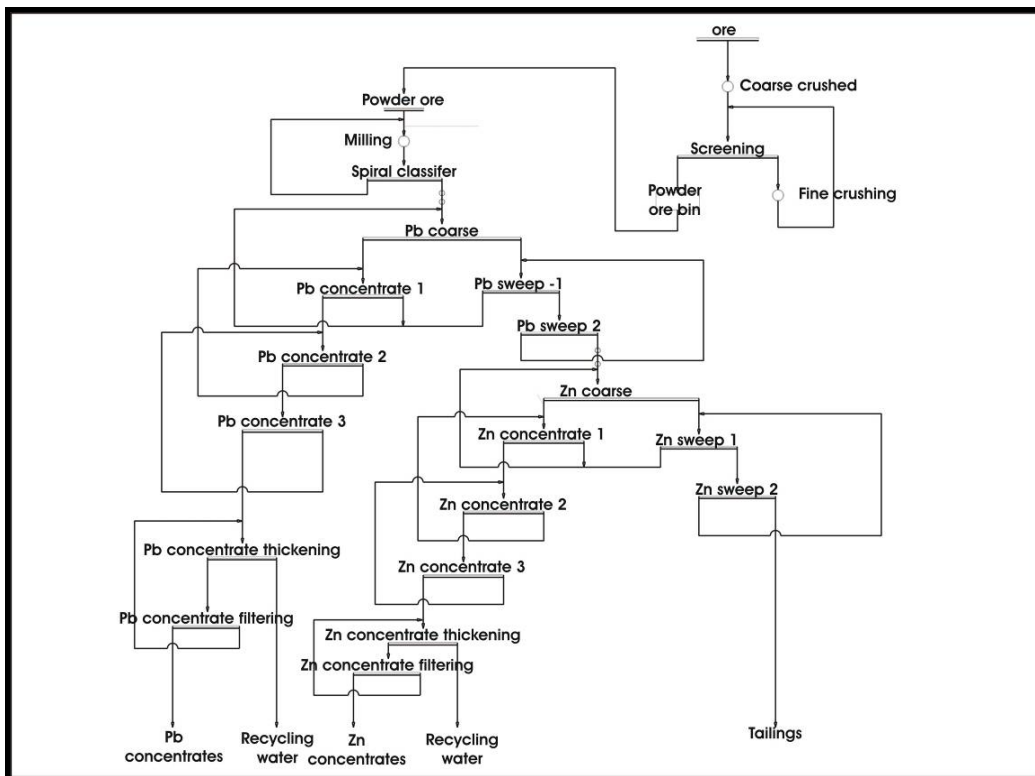 ore
Coarse crushed
Powder ore
Milling
Screening
Spiral classifer
Powder
ore bin
Fine crushing
Pb coarse
Pb concentrate 1
Pb sweep -1
Pb sweep 2
Pb concentrate 2
Zn coarse
Pb concentrate 3
Zn concentrate 1
Zn sweep 1
Zn sweep 2
Zn concentrate 2
Pb concentrate thickening
Zn concentrate 3
Pb concentrate filtering
Zn concentrate thickening
Zn concentrate filtering
Pb
concentrates
Recycling
water
Zn
concentrates
Recycling
water
Tailings